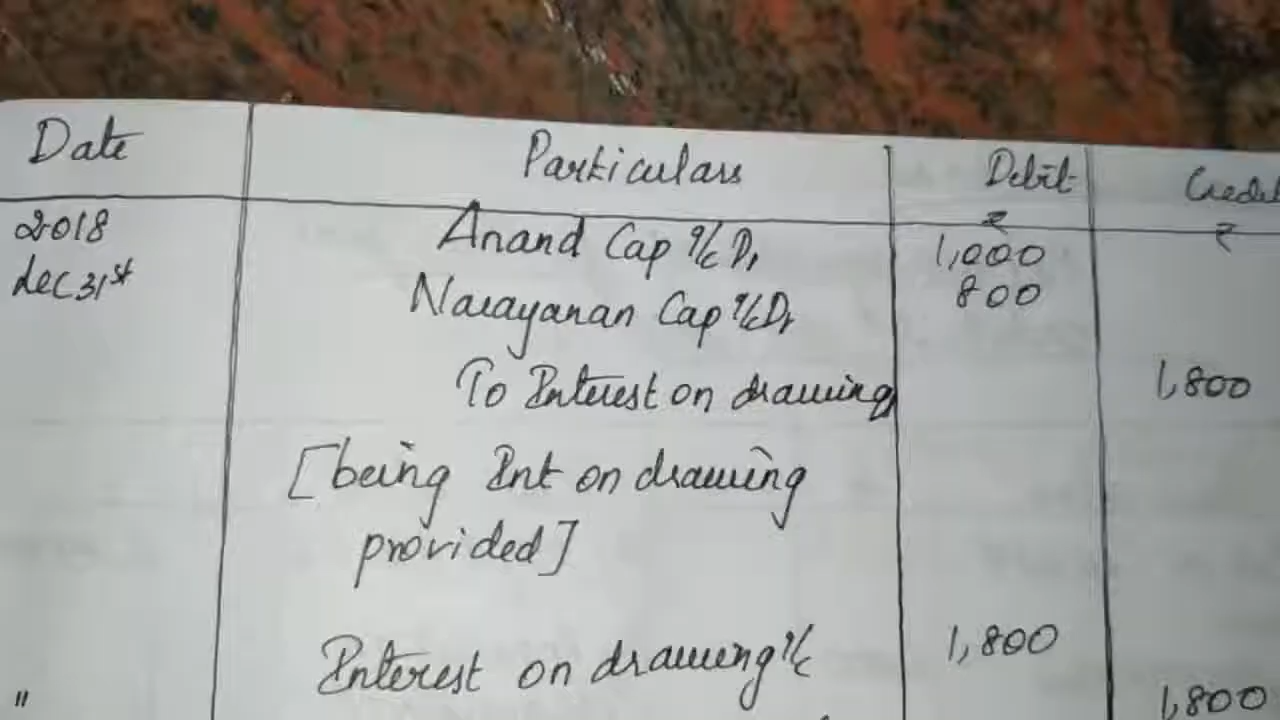 Date Particulars Debit Credit
₹ ₹
2018 Anand Cap a/c Dr 1,000
Dec 31st Narayanan Cap a/c Dr 800
To Interest on drawing 1,800
[being Int on drawing
provided]
Interest on drawing a/c 1,800
" 1,800